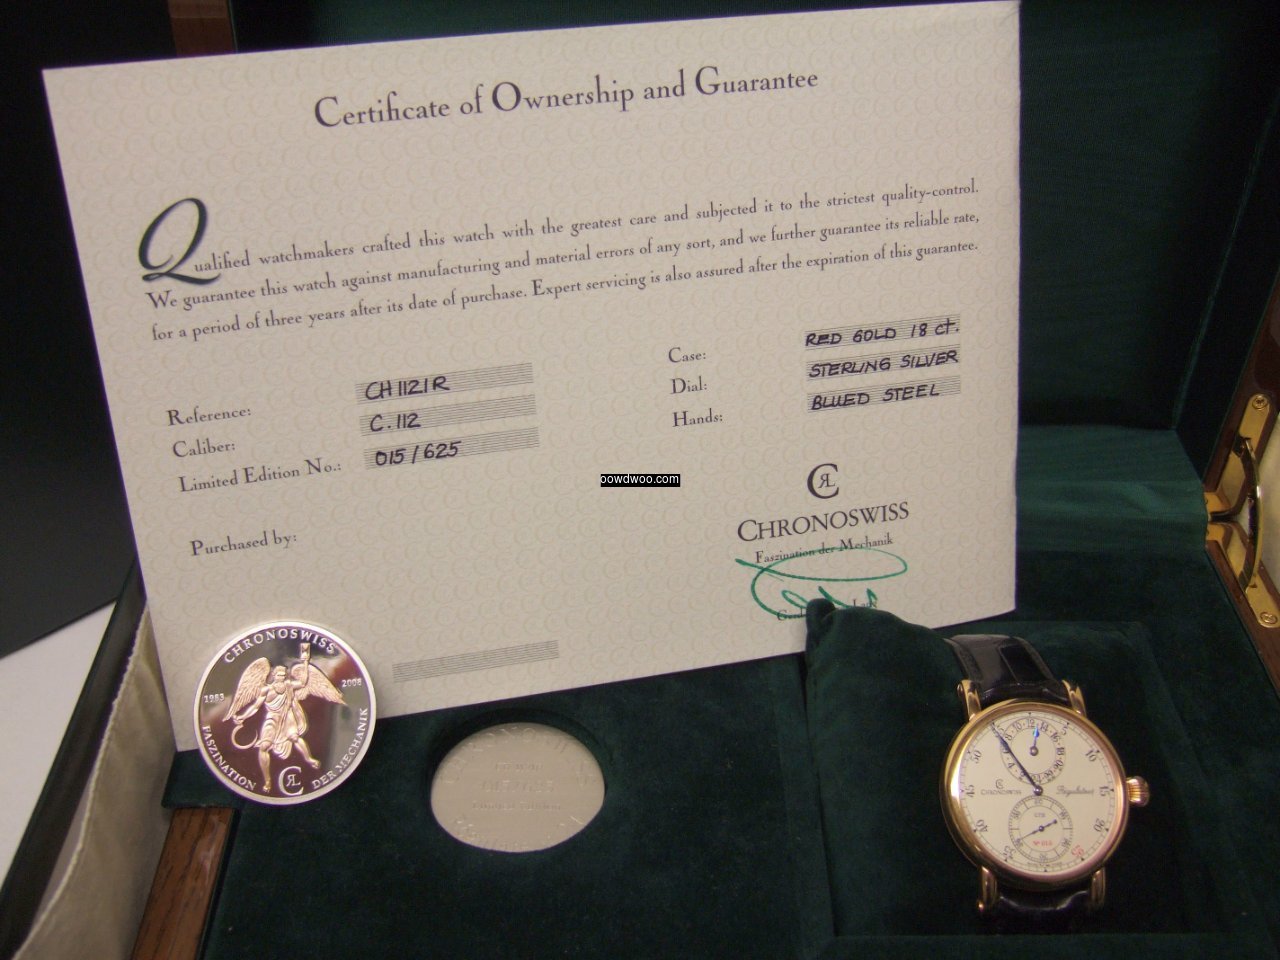 Certificate of Ownership and Guarantee
Qualified watchmakers crafted this watch with the greatest care and subjected it to the strictest quality-control.
We guarantee this watch against manufacturing and material errors of any sort, and we further guarantee its reliable rate,
for a period of three years after its date of purchase. Expert servicing is also assured after the expiration of this guarantee.
Reference: CH 1121 R
Caliber: C. 112
Limited Edition No.: 015 / 625
Purchased by:
Case: RED GOLD 18 ct.
Dial: STERLING SILVER
Hands: BLUED STEEL
oowdwoo.com
CHRONOSWISS
Faszination der Mechanik
CHRONOSWISS
1983 2008
FASZINATION DER MECHANIK
CHRONOSWISS
Régulateur